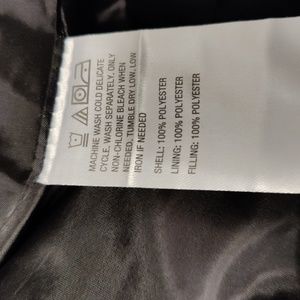 MACHINE WASH COLD DELICATE
CYCLE, WASH SEPARATELY, ONLY
NON-CHLORINE BLEACH WHEN
NEEDED, TUMBLE DRY LOW, LOW
IRON IF NEEDED
SHELL: 100% POLYESTER
LINING: 100% POLYESTER
FILLING: 100% POLYESTER